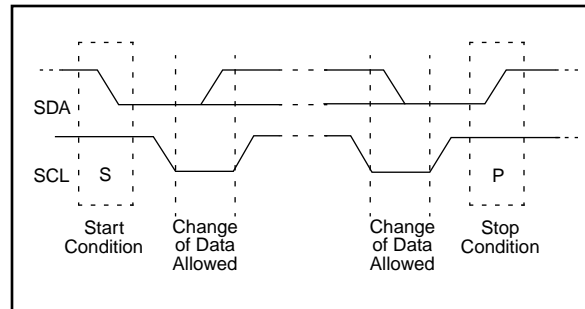 SDA
SCL
S
P
Start
Condition
Change
of Data
Allowed
Change
of Data
Allowed
Stop
Condition